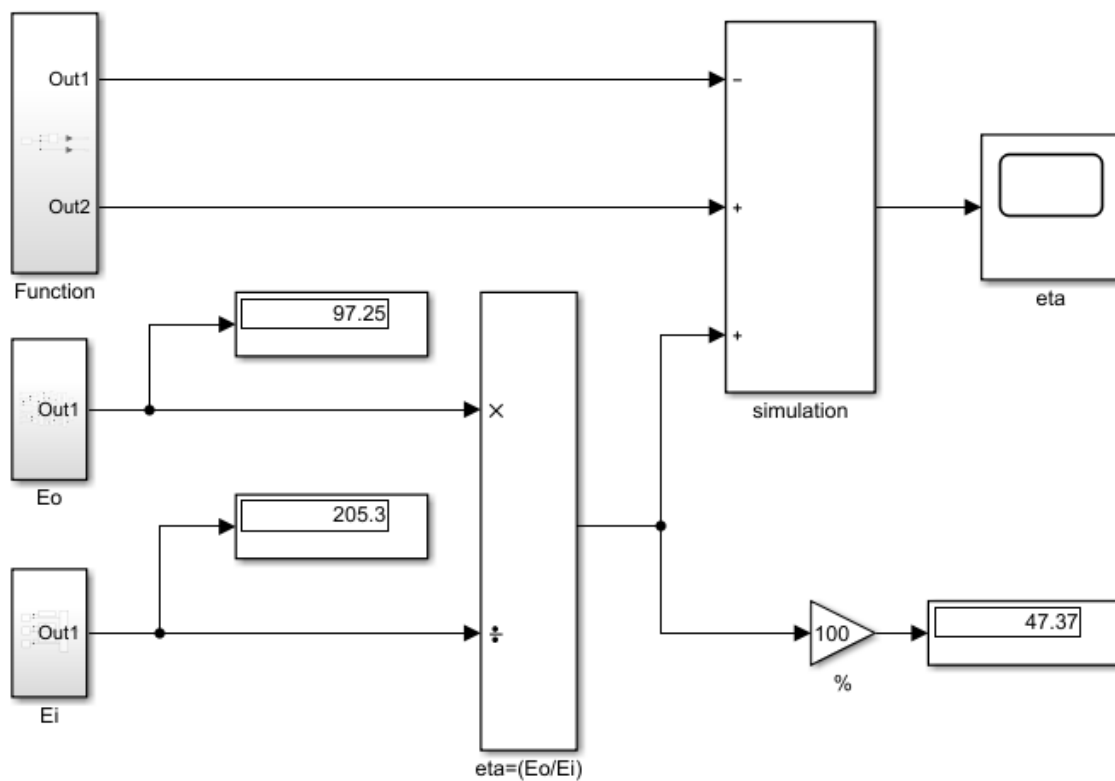 Out1
−
Out2
+
Function
eta
97.25
+
Out1
×
simulation
Eo
205.3
Out1
÷
100
47.37
%
Ei
eta=(Eo/Ei)